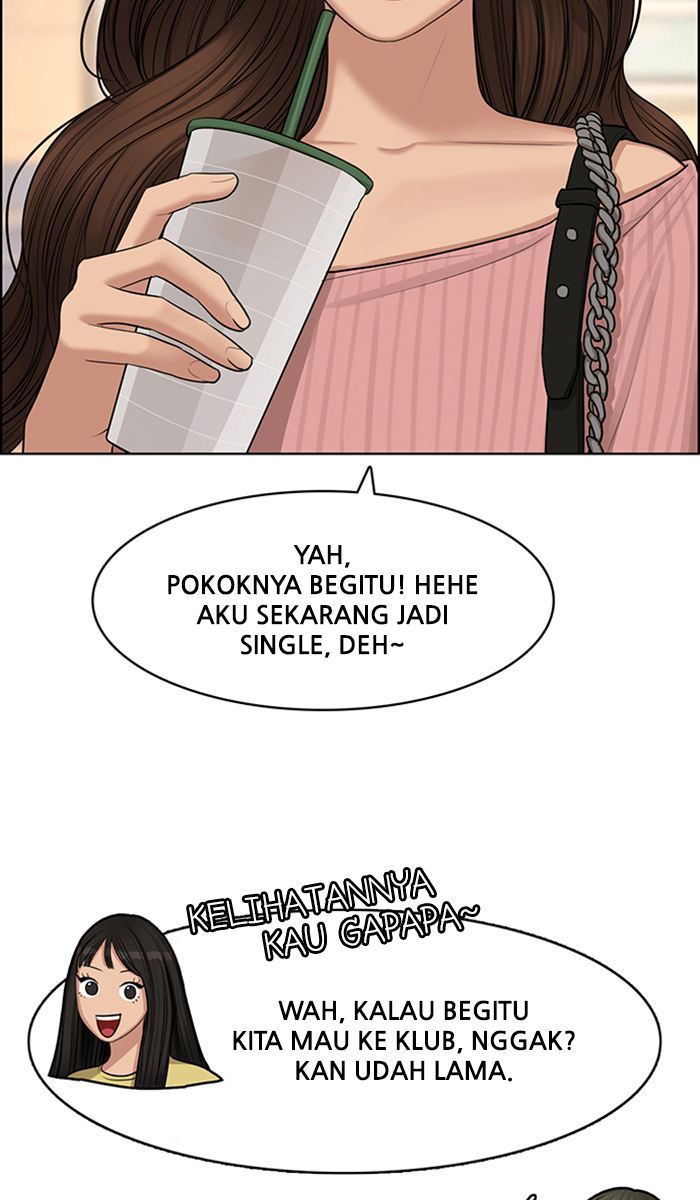 YAH,
POKOKNYA BEGITU! HEHE
AKU SEKARANG JADI
SINGLE, DEH~
KELIHATANNYA
KAU GAPAPA~
WAH, KALAU BEGITU
KITA MAU KE KLUB, NGGAK?
KAN UDAH LAMA.